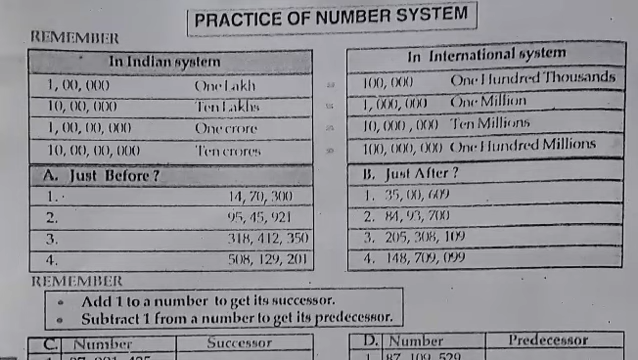 PRACTICE OF NUMBER SYSTEM
REMEMBER
In Indian system
1, 00, 000 One Lakh
10, 00, 000 Ten Lakhs
1, 00, 00, 000 One crore
10, 00, 00, 000 Ten crores
In International system
100, 000 One Hundred Thousands
1, 000, 000 One Million
10, 000 , 000 Ten Millions
100, 000, 000 One Hundred Millions
A. Just Before ?
1. 14, 70, 300
2. 95, 45, 921
3. 318, 412, 350
4. 508, 129, 201
B. Just After ?
1. 35, 00, 609
2. 84, 93, 700
3. 205, 308, 109
4. 148, 709, 099
REMEMBER
• Add 1 to a number to get its successor.
• Subtract 1 from a number to get its predecessor.
C. Number Successor
D. Number Predecessor
1. 87, 109, 529